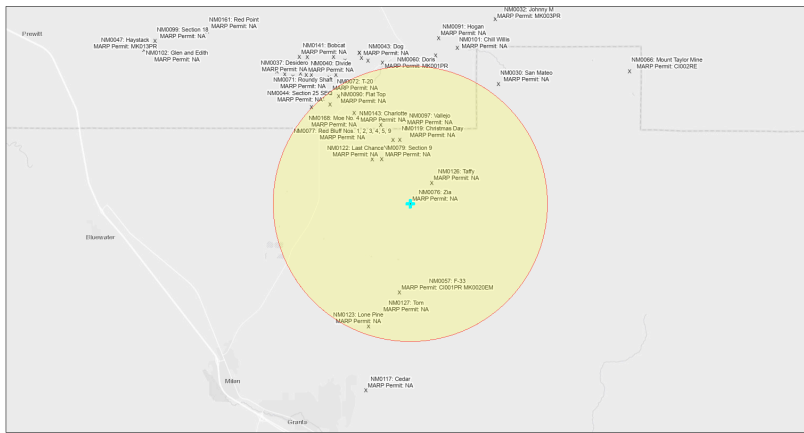 NM0032: Johnny M
MARP Permit: MK003PR
NM0161: Red Point
MARP Permit: NA
NM0099: Section 18
MARP Permit: NA
NM0047: Haystack
MARP Permit: MK013PR
NM0102: Glen and Edith
MARP Permit: NA
Prewitt
NM0091: Hogan
MARP Permit: NA
NM0101: Chill Willis
MARP Permit: NA
NM0141: Bobcat
MARP Permit: NA
NM0043: Dog
MARP Permit: NA
NM0060: Doris
MARP Permit: MK001PR
NM0066: Mount Taylor Mine
MARP Permit: CI002RE
NM0037: Desidero
MARP Permit: NA
NM0040: Divide
MARP Permit: NA
NM0030: San Mateo
MARP Permit: NA
NM0071: Roundy Shaft
MARP Permit: NA
NM0072: T-20
MARP Permit: NA
NM0044: Section 25 SEQ
MARP Permit: NA
NM0090: Flat Top
MARP Permit: NA
NM0143: Charlotte
MARP Permit: NA
NM0168: Moe No. 4
MARP Permit: NA
NM0097: Vallejo
MARP Permit: NA
NM0077: Red Bluff Nos. 1, 2, 3, 4, 5, 9
MARP Permit: NA
NM0119: Christmas Day
MARP Permit: NA
NM0122: Last Chance
MARP Permit: NA
NM0079: Section 9
MARP Permit: NA
NM0126: Taffy
MARP Permit: NA
NM0076: Zia
MARP Permit: NA
Bluewater
NM0057: F-33
MARP Permit: CI001PR MK0020EM
NM0127: Tom
MARP Permit: NA
NM0123: Lone Pine
MARP Permit: NA
Milan
NM0117: Cedar
MARP Permit: NA
Grants